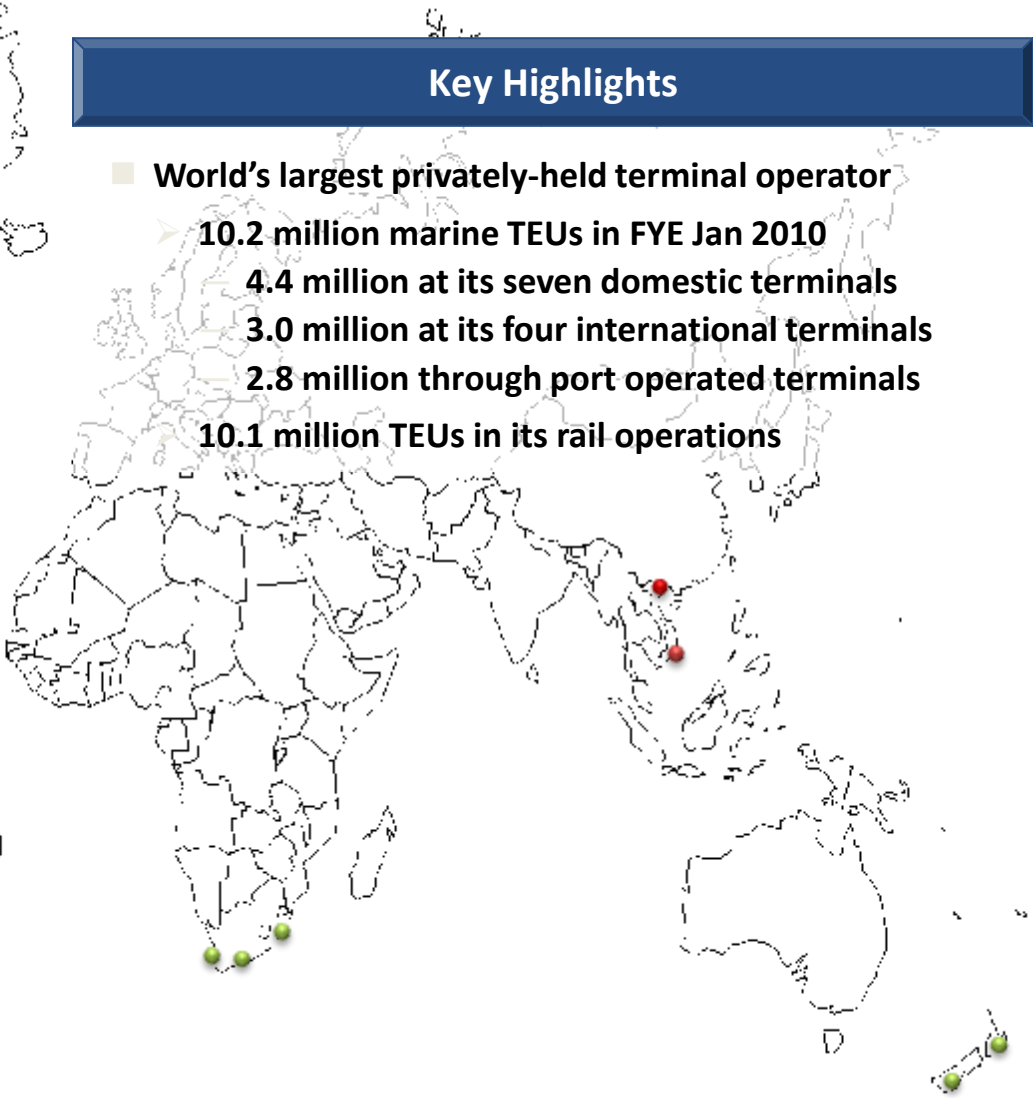 Key Highlights
World’s largest privately-held terminal operator
10.2 million marine TEUs in FYE Jan 2010
4.4 million at its seven domestic terminals
3.0 million at its four international terminals
2.8 million through port operated terminals
10.1 million TEUs in its rail operations